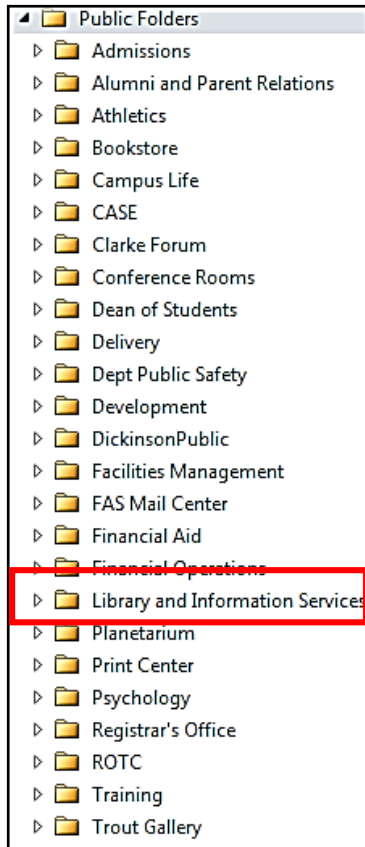 Public Folders
Admissions
Alumni and Parent Relations
Athletics
Bookstore
Campus Life
CASE
Clarke Forum
Conference Rooms
Dean of Students
Delivery
Dept Public Safety
Development
DickinsonPublic
Facilities Management
FAS Mail Center
Financial Aid
Financial Operations
Library and Information Services
Planetarium
Print Center
Psychology
Registrar's Office
ROTC
Training
Trout Gallery